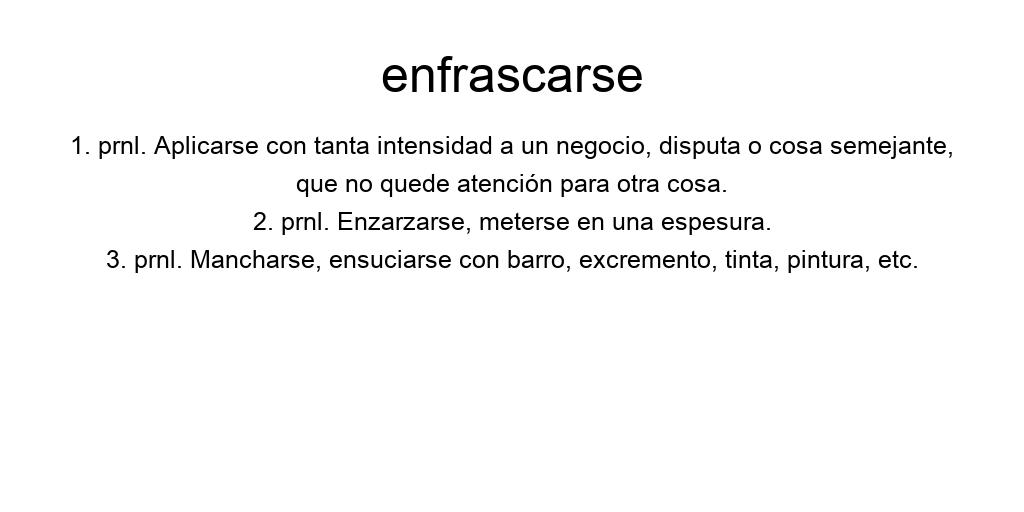 enfrascarse
1. prnl. Aplicarse con tanta intensidad a un negocio, disputa o cosa semejante,
que no quede atención para otra cosa.
2. prnl. Enzarzarse, meterse en una espesura.
3. prnl. Mancharse, ensuciarse con barro, excremento, tinta, pintura, etc.